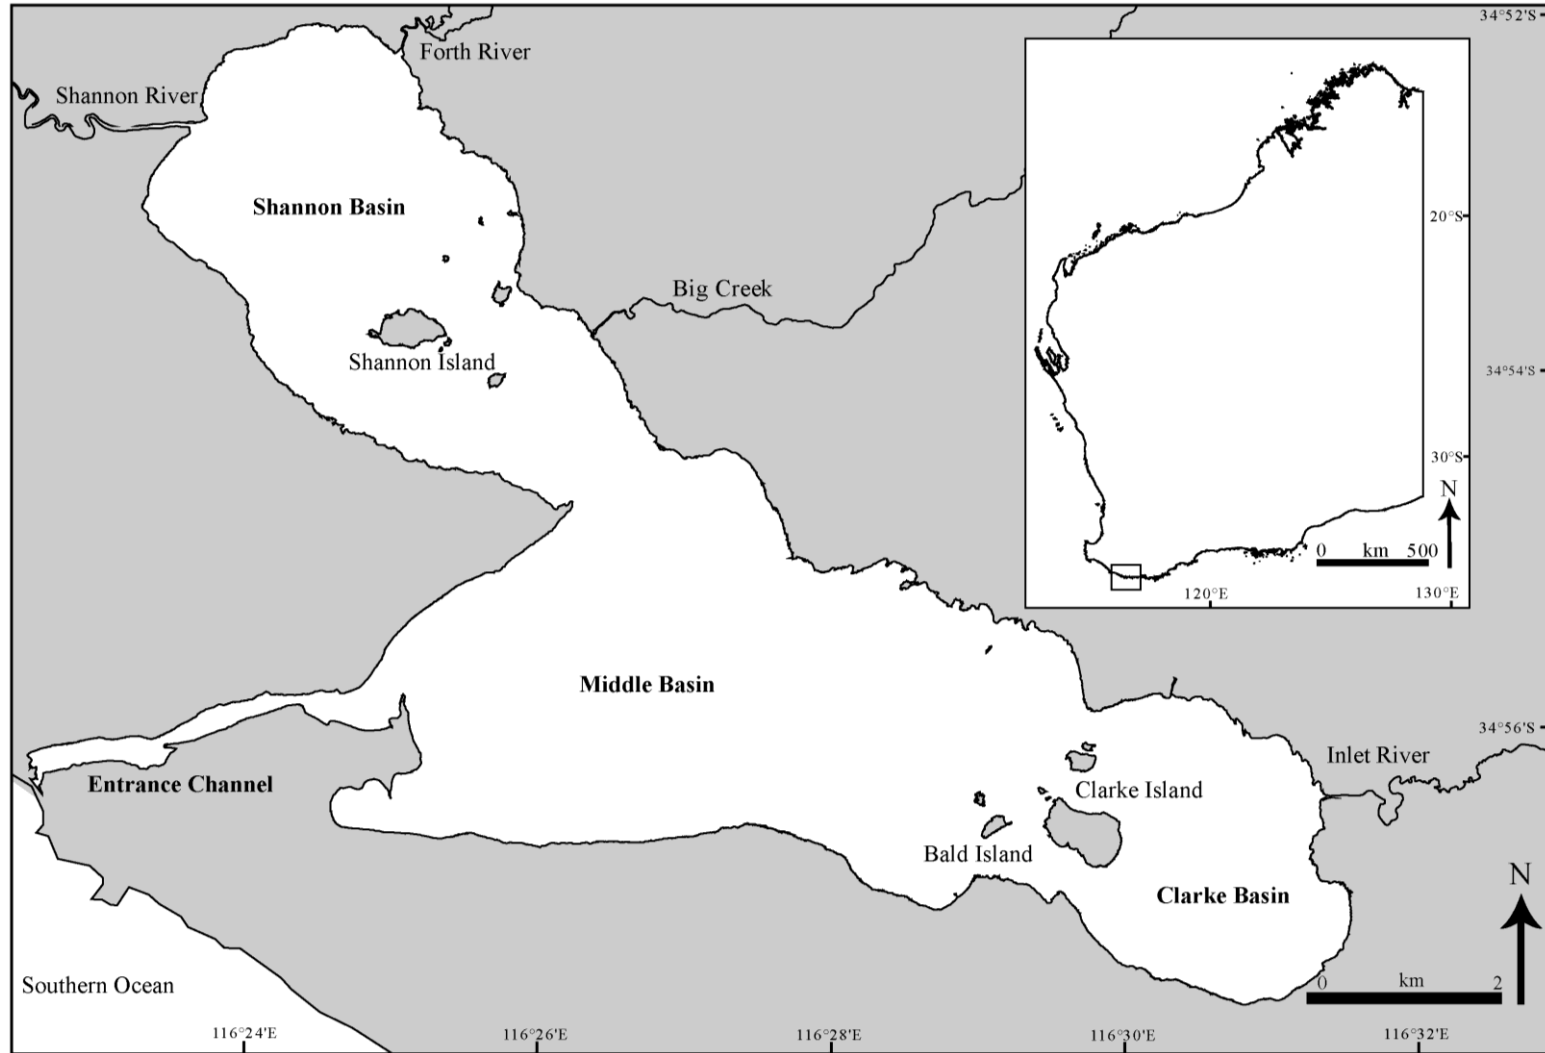 34°52'S
Forth River
Shannon River
Shannon Basin
20°S
Big Creek
Shannon Island
34°54'S
30°S
N
0 km 500
120°E
130°E
Middle Basin
34°56'S
Inlet River
Entrance Channel
Clarke Island
Bald Island
N
Clarke Basin
Southern Ocean
0 km 2
116°24'E
116°26'E
116°28'E
116°30'E
116°32'E